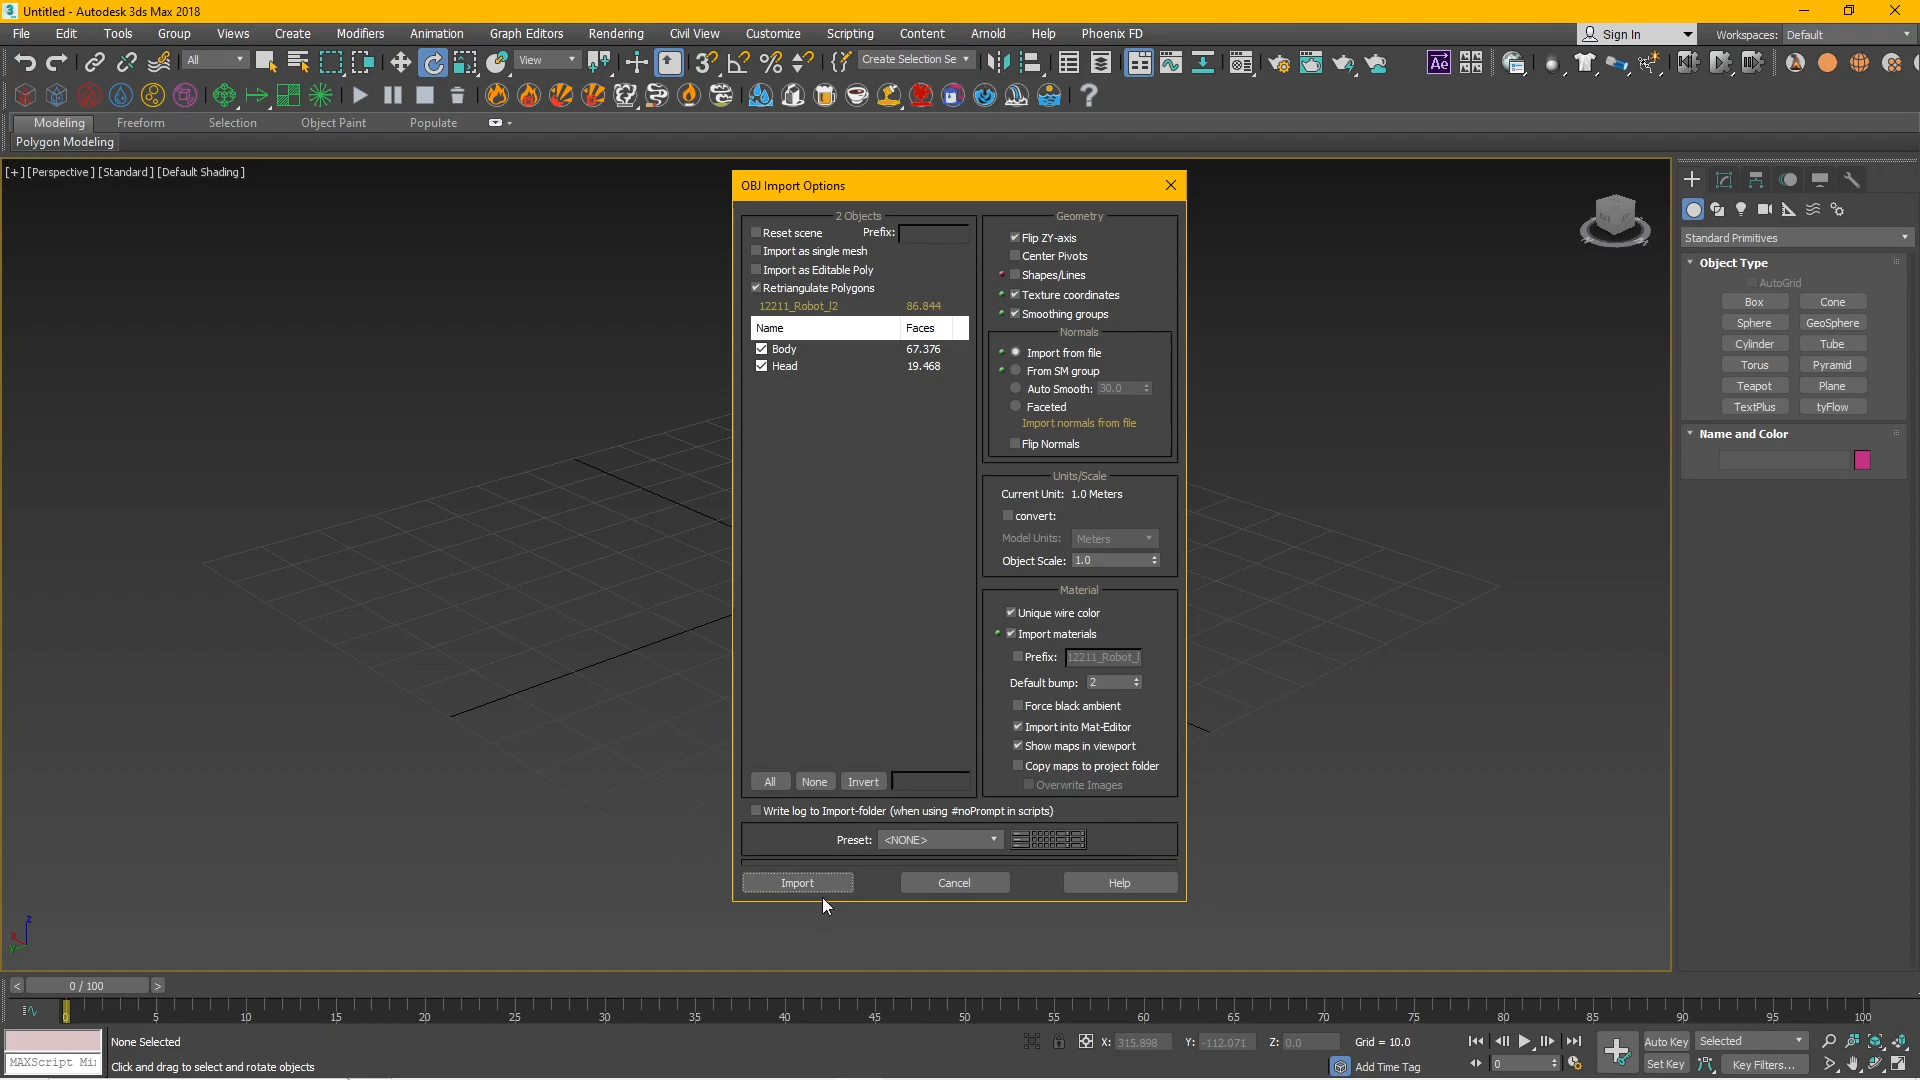 Untitled - Autodesk 3ds Max 2018
File Edit Tools Group Views Create Modifiers Animation Graph Editors Rendering Civil View Customize Scripting Content Arnold Help Phoenix FD
Sign In
Workspaces: Default
All
View
Create Selection Se
Ae
Modeling Freeform Selection Object Paint Populate
Polygon Modeling
[+] [Perspective] [Standard] [Default Shading]
OBJ Import Options
2 Objects
Reset scene Prefix:
Import as single mesh
Import as Editable Poly
Retriangulate Polygons
12211_Robot_l2 86.844
Name Faces
Body 67.376
Head 19.468
All None Invert
Geometry
Flip ZY-axis
Center Pivots
Shapes/Lines
Texture coordinates
Smoothing groups
Normals
Import from file
From SM group
Auto Smooth: 30.0
Faceted
Import normals from file
Flip Normals
Units/Scale
Current Unit: 1.0 Meters
convert:
Model Units: Meters
Object Scale: 1.0
Material
Unique wire color
Import materials
Prefix: 12211_Robot_l
Default bump: 2
Force black ambient
Import into Mat-Editor
Show maps in viewport
Copy maps to project folder
Overwrite Images
Write log to Import-folder (when using #noPrompt in scripts)
Preset: <NONE>
Import Cancel Help
Standard Primitives
Object Type
AutoGrid
Box Cone
Sphere GeoSphere
Cylinder Tube
Torus Pyramid
Teapot Plane
TextPlus tyFlow
Name and Color
z
x
y
< 0 / 100 >
0 5 10 15 20 25 30 35 40 45 50 55 60 65 70 75 80 85 90 95 100
None Selected
X: 315.898 Y: -112.071 Z: 0.0 Grid = 10.0
Auto Key Selected
MAXScript Mi
Click and drag to select and rotate objects
Add Time Tag
0
Set Key Key Filters...